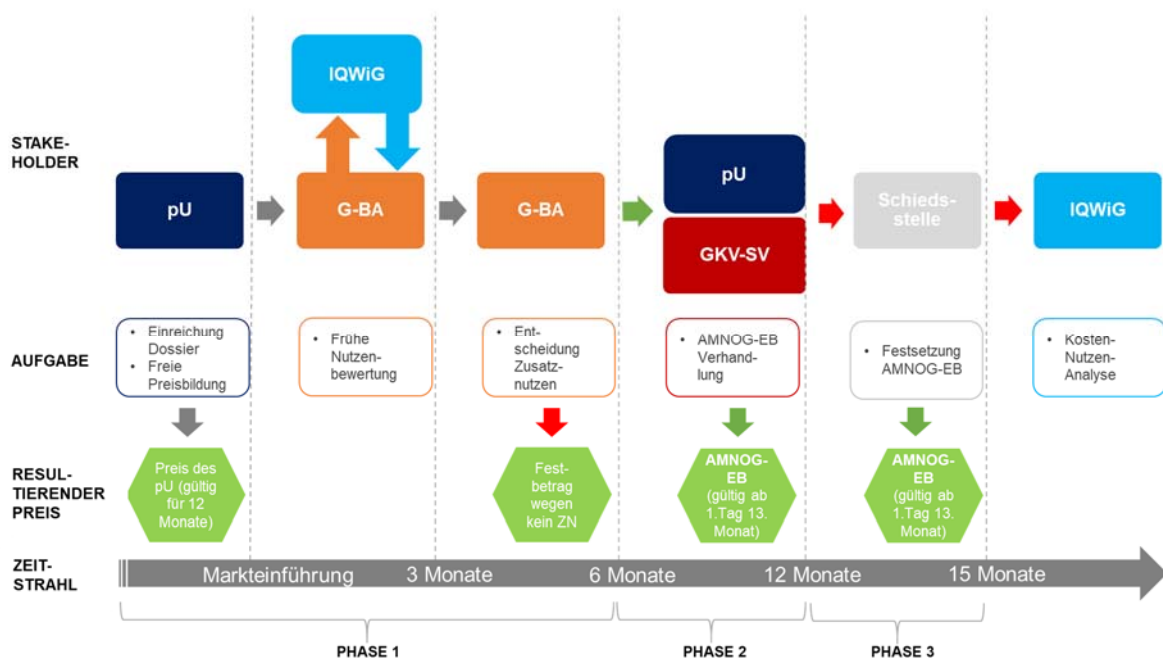 IQWiG
STAKE-
HOLDER
pU
G-BA
G-BA
pU
GKV-SV
Schieds-
stelle
IQWiG
AUFGABE
• Einreichung
Dossier
• Freie
Preisbildung
• Frühe
Nutzen-
bewertung
• Ent-
scheidung
Zusatz-
nutzen
• AMNOG-EB
Verhand-
lung
• Festsetzung
AMNOG-EB
• Kosten-
Nutzen-
Analyse
RESUL-
TIERENDER
PREIS
Preis des
pU (gültig
für 12
Monate)
Fest-
betrag
wegen
kein ZN
AMNOG-
EB
(gültig ab
1.Tag 13.
Monat)
AMNOG-
EB
(gültig ab
1.Tag 13.
Monat)
ZEIT-
STRAHL
Markteinführung
3 Monate
6 Monate
12 Monate
15 Monate
PHASE 1
PHASE 2
PHASE 3